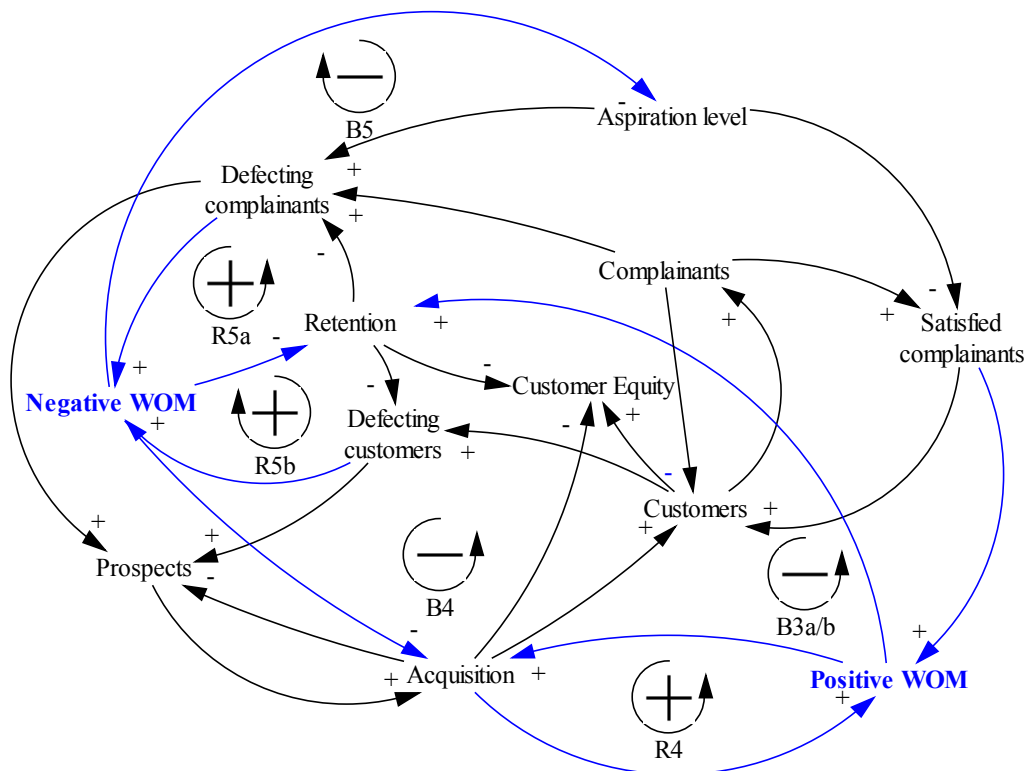 B5
-
Aspiration level
+
Defecting
complainants
+
-
Complainants
+
+
-
Satisfied
complainants
R5a
-
Retention
+
+
Negative WOM
+
R5b
-
-
Customer Equity
-
+
Defecting
customers
+
-
Customers
+
+
+
+
Prospects
-
B4
B3a/b
-
+
Acquisition
+
+
Positive WOM
+
R4